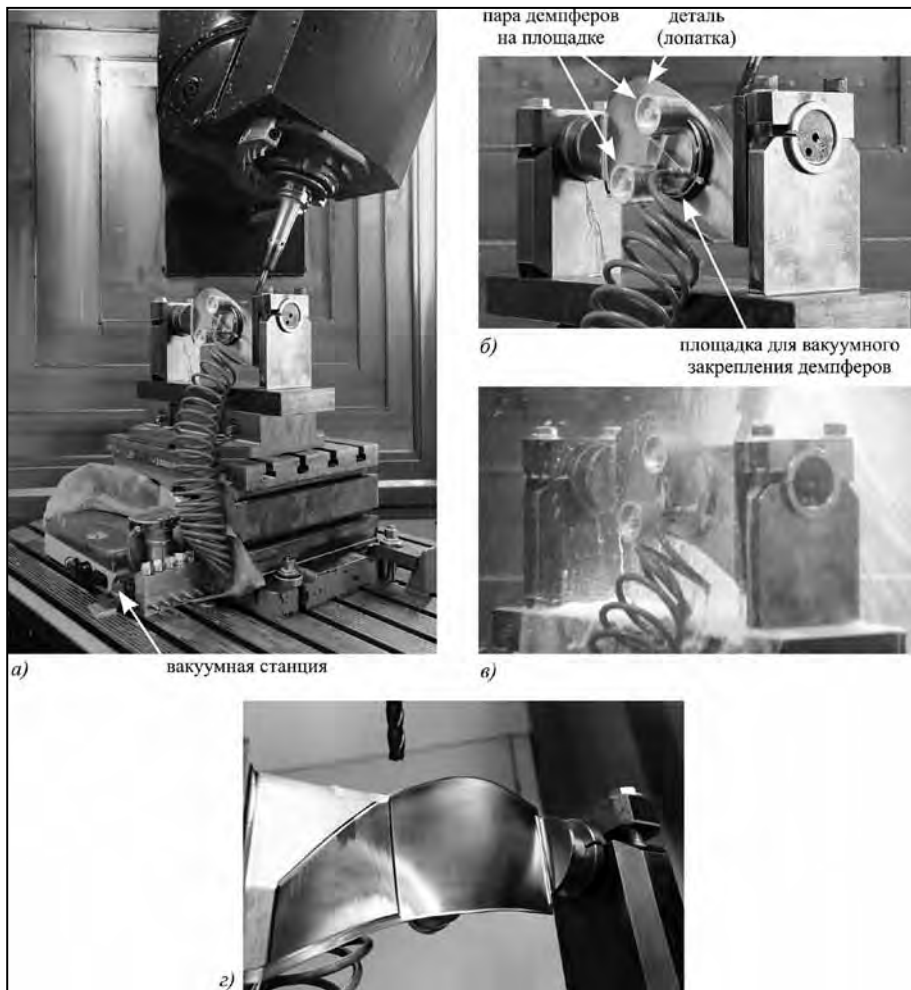 пара демпферов
на площадке
деталь
(лопатка)
б)
площадка для вакуумного
закрепления демпферов
а)
вакуумная станция
в)
г)